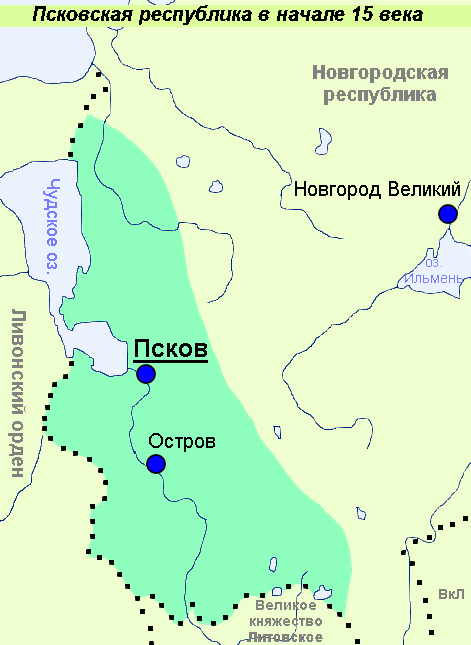 Псковская республика в начале 15 века
Новгородская
республика
Новгород Великий
Чудское оз.
оз.
Ильмень
Ливонский орден
Псков
Остров
ВкЛ
Великое
княжество
Литовское